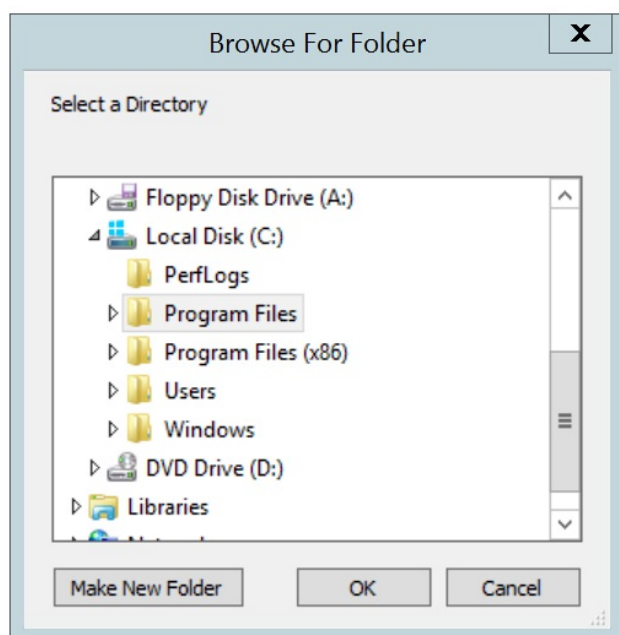 Browse For Folder
X
Select a Directory
Floppy Disk Drive (A:)
Local Disk (C:)
PerfLogs
Program Files
Program Files (x86)
Users
Windows
DVD Drive (D:)
Libraries
Make New Folder
OK
Cancel